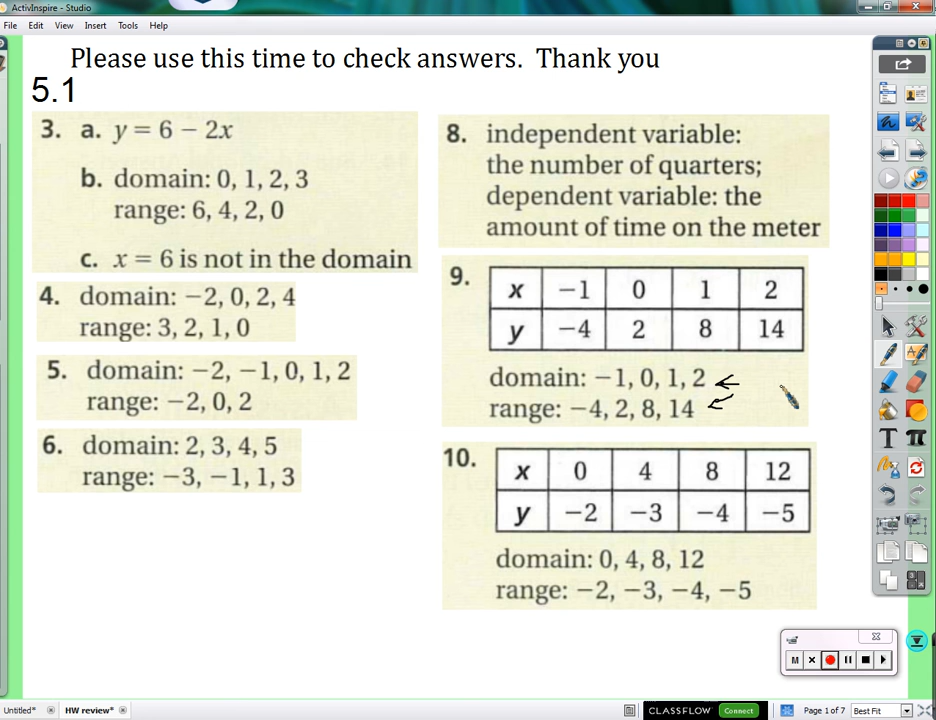 ActivInspire - Studio
File Edit View Insert Tools Help
Please use this time to check answers. Thank you
5.1
3. a. y = 6 − 2x
b. domain: 0, 1, 2, 3
range: 6, 4, 2, 0
c. x = 6 is not in the domain
4. domain: −2, 0, 2, 4
range: 3, 2, 1, 0
5. domain: −2, −1, 0, 1, 2
range: −2, 0, 2
6. domain: 2, 3, 4, 5
range: −3, −1, 1, 3
8. independent variable:
the number of quarters;
dependent variable: the
amount of time on the meter
9. x −1 0 1 2
y −4 2 8 14
domain: −1, 0, 1, 2
range: −4, 2, 8, 14
10. x 0 4 8 12
y −2 −3 −4 −5
domain: 0, 4, 8, 12
range: −2, −3, −4, −5
T π
M
Untitled* HW review* CLASSFLOW Connect Page 1 of 7 Best Fit